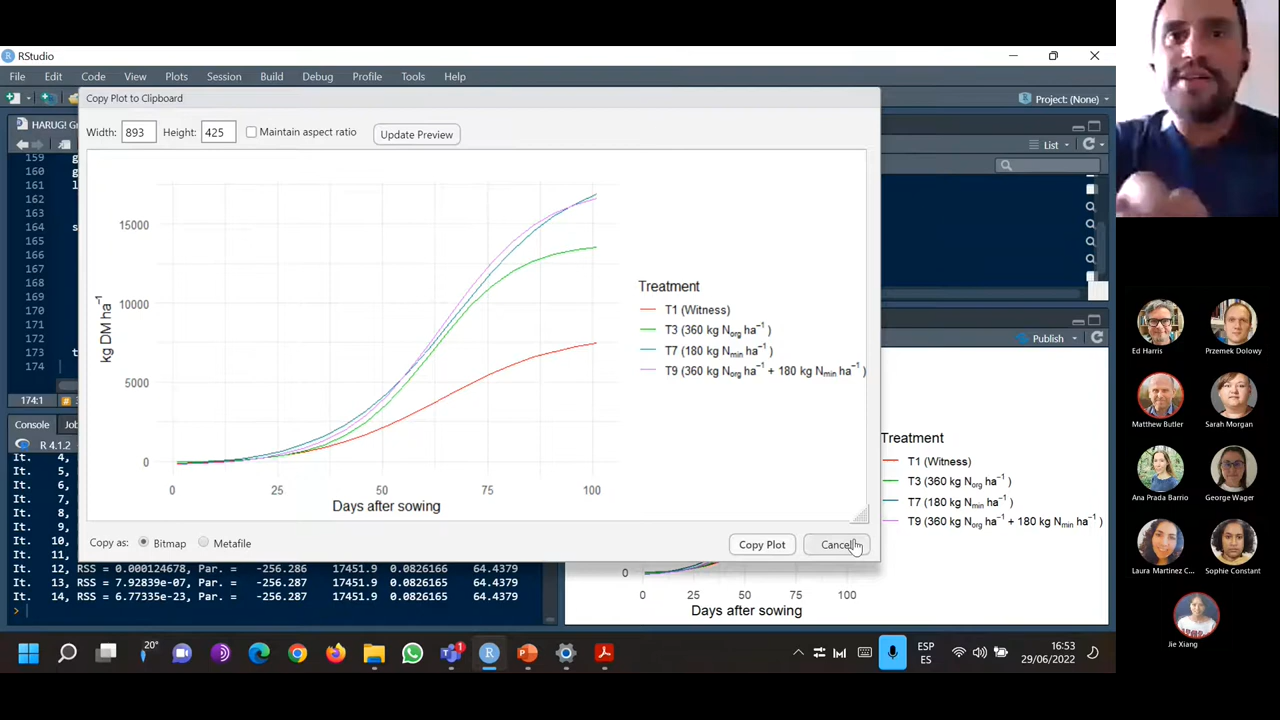 RStudio
File Edit Code View Plots Session Build Debug Profile Tools Help
Project: (None)
Copy Plot to Clipboard
HARUG!
Width: 893 Height: 425 Maintain aspect ratio Update Preview
List
159
160
161
162
163
164
165
166
167
168
169
170
171
172
173
174
15000
10000
5000
0
kg DM ha⁻¹
0 25 50 75 100
Days after sowing
Treatment
T1 (Witness)
T3 (360 kg Norg ha⁻¹)
T7 (180 kg Nmin ha⁻¹)
T9 (360 kg Norg ha⁻¹ + 180 kg Nmin ha⁻¹)
Copy as: Bitmap Metafile
Copy Plot Cancel
174:1
Console
R 4.1.2
It. 4,
It. 5,
It. 6,
It. 7,
It. 8,
It. 9,
It. 10,
It. 11,
It. 12, RSS = 0.000124678, Par. = -256.286 17451.9 0.0826165 64.4379
It. 13, RSS = 7.92839e-07, Par. = -256.287 17451.9 0.0826165 64.4379
It. 14, RSS = 6.77335e-23, Par. = -256.287 17451.9 0.0826165 64.4379
>
Publish
Treatment
T1 (Witness)
T3 (360 kg Norg ha⁻¹)
T7 (180 kg Nmin ha⁻¹)
T9 (360 kg Norg ha⁻¹ + 180 kg Nmin ha⁻¹)
0
0 25 50 75 100
Days after sowing
20°
ESP
ES
16:53
29/06/2022
Ed Harris
Przemek Dolowy
Matthew Butler
Sarah Morgan
Ana Prada Barrio
George Wager
Laura Martinez C...
Sophie Constant
Jie Xiang